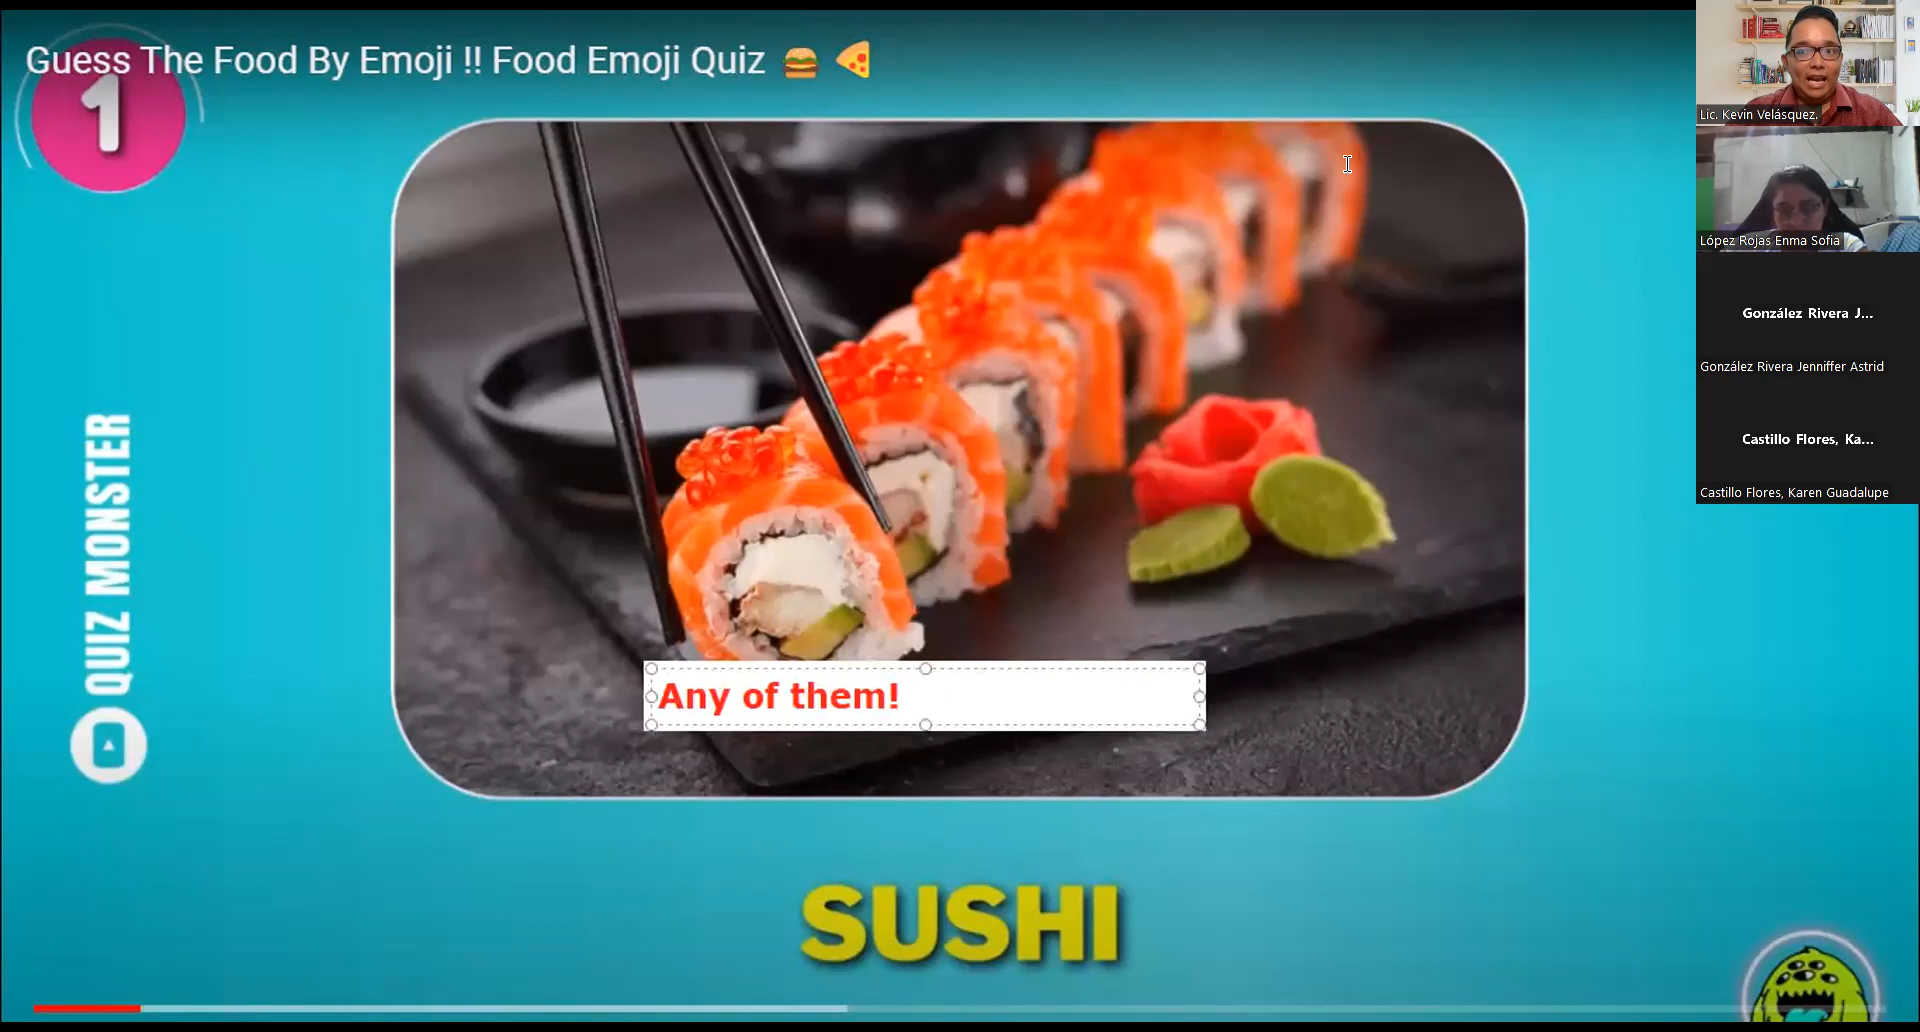 Guess The Food By Emoji !! Food Emoji Quiz 🍔 🍕
1
QUIZ MONSTER
Any of them!
SUSHI
Lic. Kevin Velásquez.
López Rojas Enma Sofia
González Rivera J...
González Rivera Jenniffer Astrid
Castillo Flores, Ka...
Castillo Flores, Karen Guadalupe